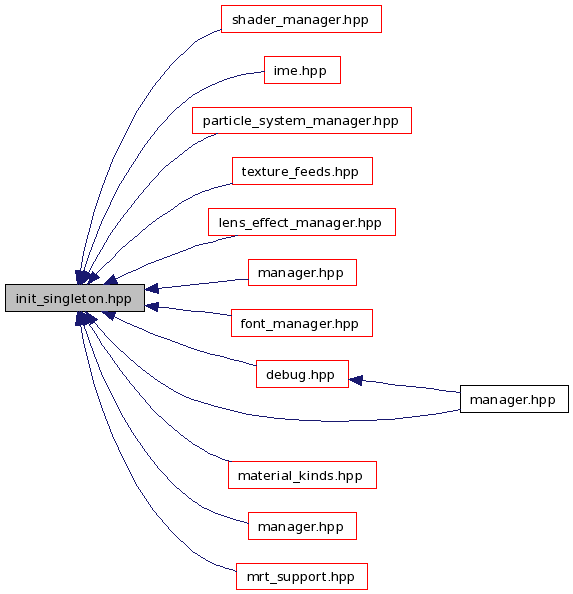 shader_manager.hpp
ime.hpp
particle_system_manager.hpp
texture_feeds.hpp
lens_effect_manager.hpp
manager.hpp
init_singleton.hpp
font_manager.hpp
debug.hpp
manager.hpp
material_kinds.hpp
manager.hpp
mrt_support.hpp